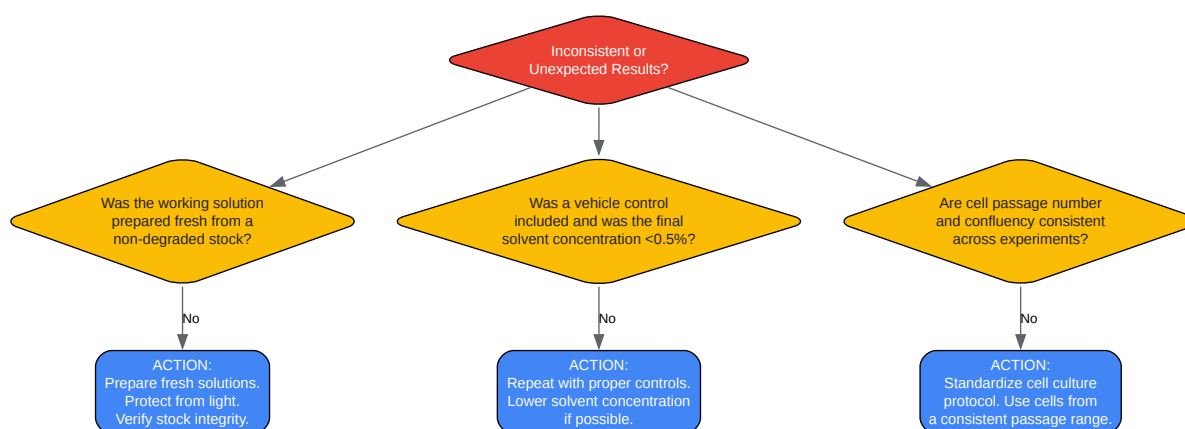 Inconsistent or
Unexpected Results?
Was the working solution
prepared fresh from a
non-degraded stock?
Was a vehicle control
included and was the final
solvent concentration <0.5%?
Are cell passage number
and confluency consistent
across experiments?
No
No
No
ACTION:
Prepare fresh solutions.
Protect from light.
Verify stock integrity.
ACTION:
Repeat with proper controls.
Lower solvent concentration
if possible.
ACTION:
Standardize cell culture
protocol. Use cells from
a consistent passage range.